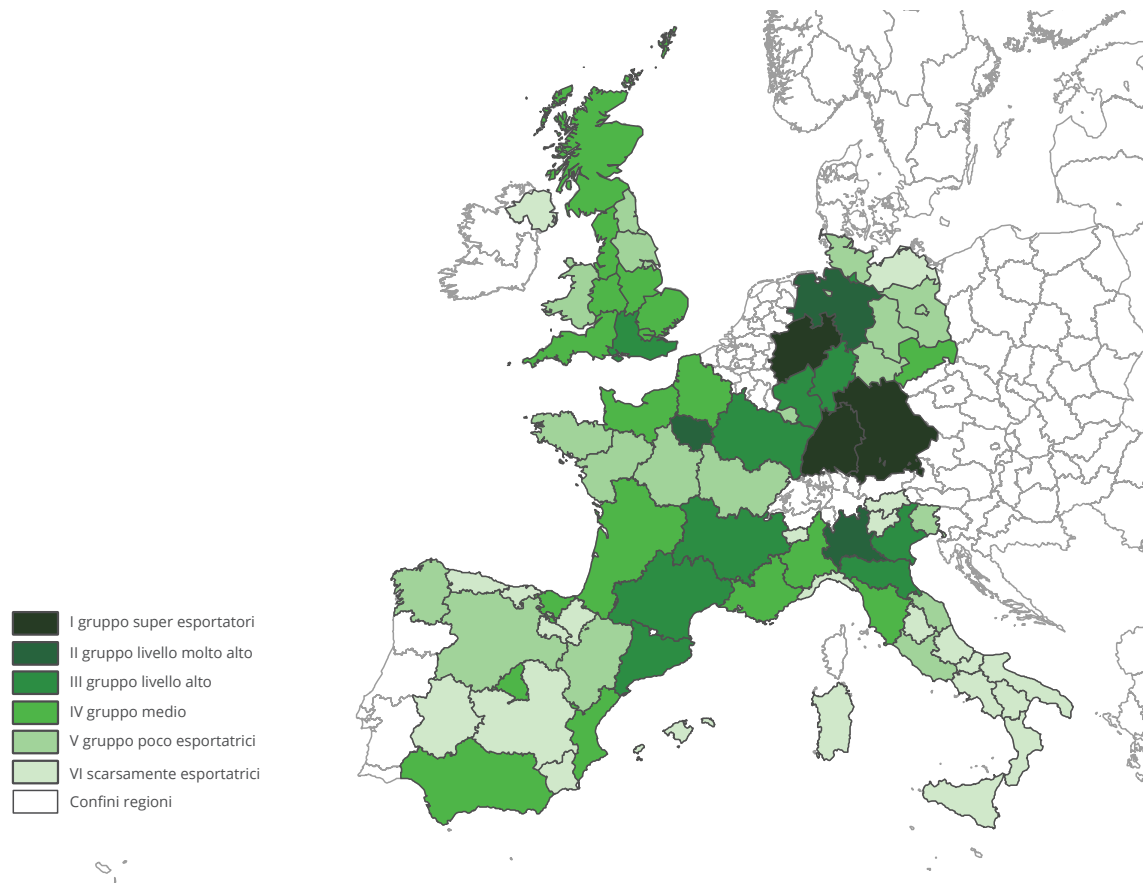 I gruppo super esportatori
II gruppo livello molto alto
III gruppo livello alto
IV gruppo medio
V gruppo poco esportatrici
VI scarsamente esportatrici
Confini regioni